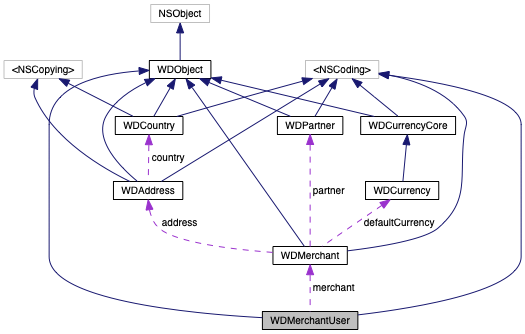 NSObject
<NSCopying>
WDObject
<NSCoding>
WDCountry
WDPartner
WDCurrencyCore
country
WDAddress
partner
WDCurrency
address
defaultCurrency
WDMerchant
merchant
WDMerchantUser